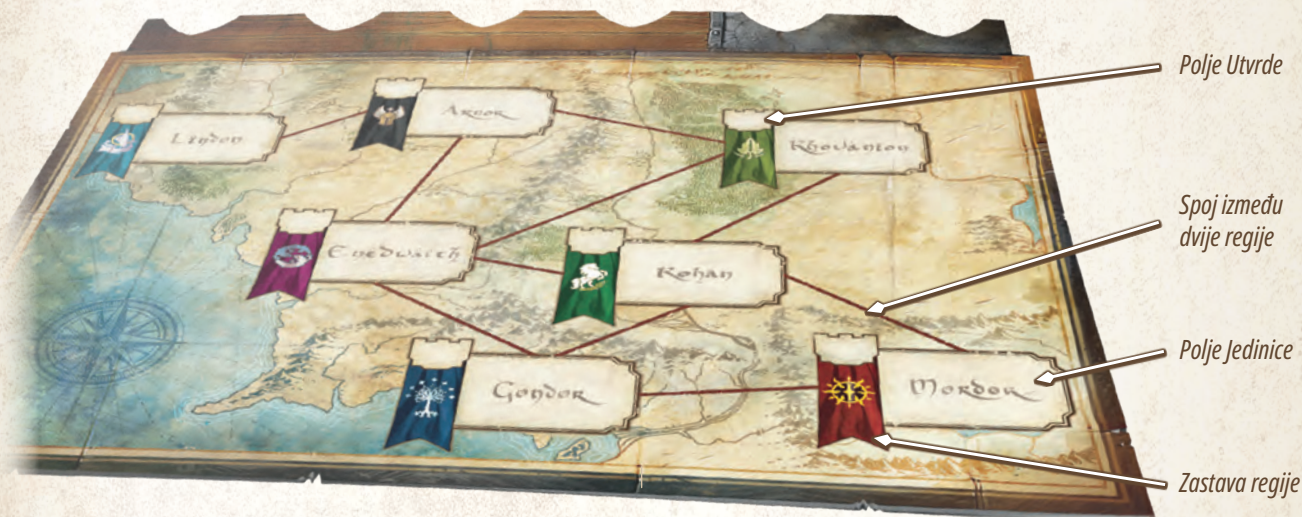 Polje Utvrde
Lindon
Arnor
Rhovanion
Spoj između
dvije regije
Enedwaith
Rohan
Polje Jedinice
Gondor
Mordor
Zastava regije